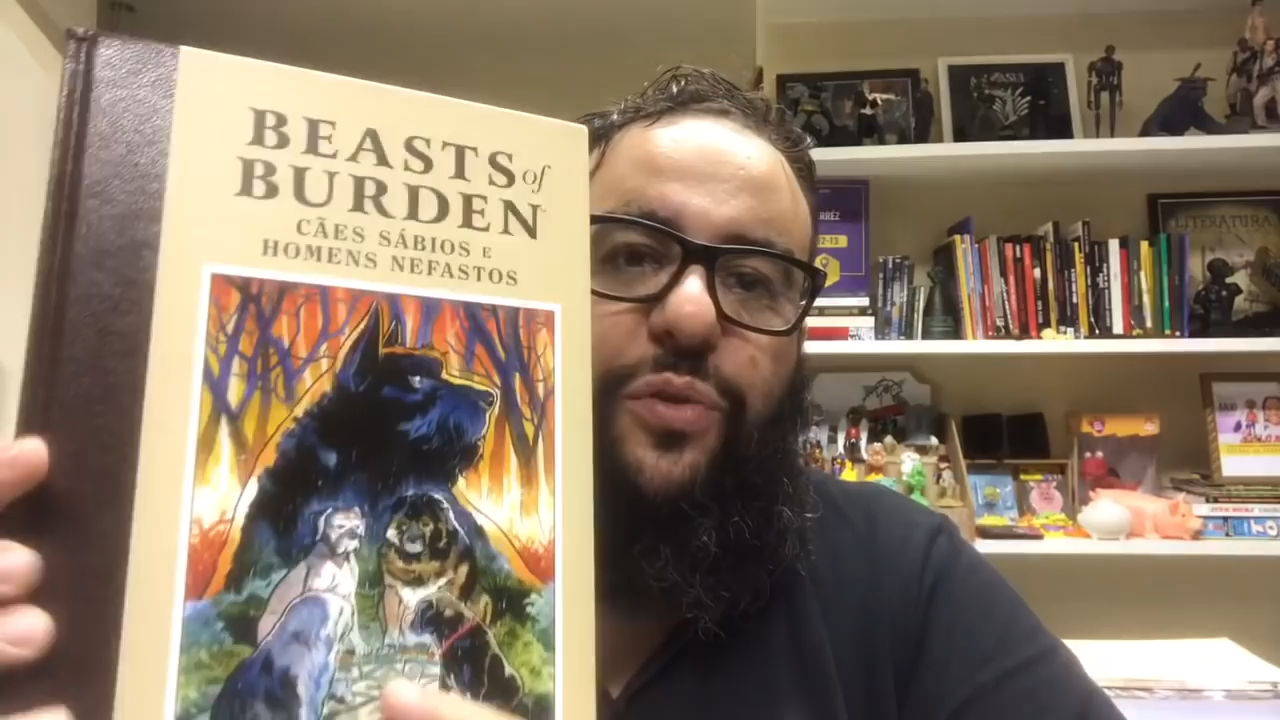 BEASTS of
BURDEN
CÃES SÁBIOS E
HOMENS NEFASTOS
LITERATURA